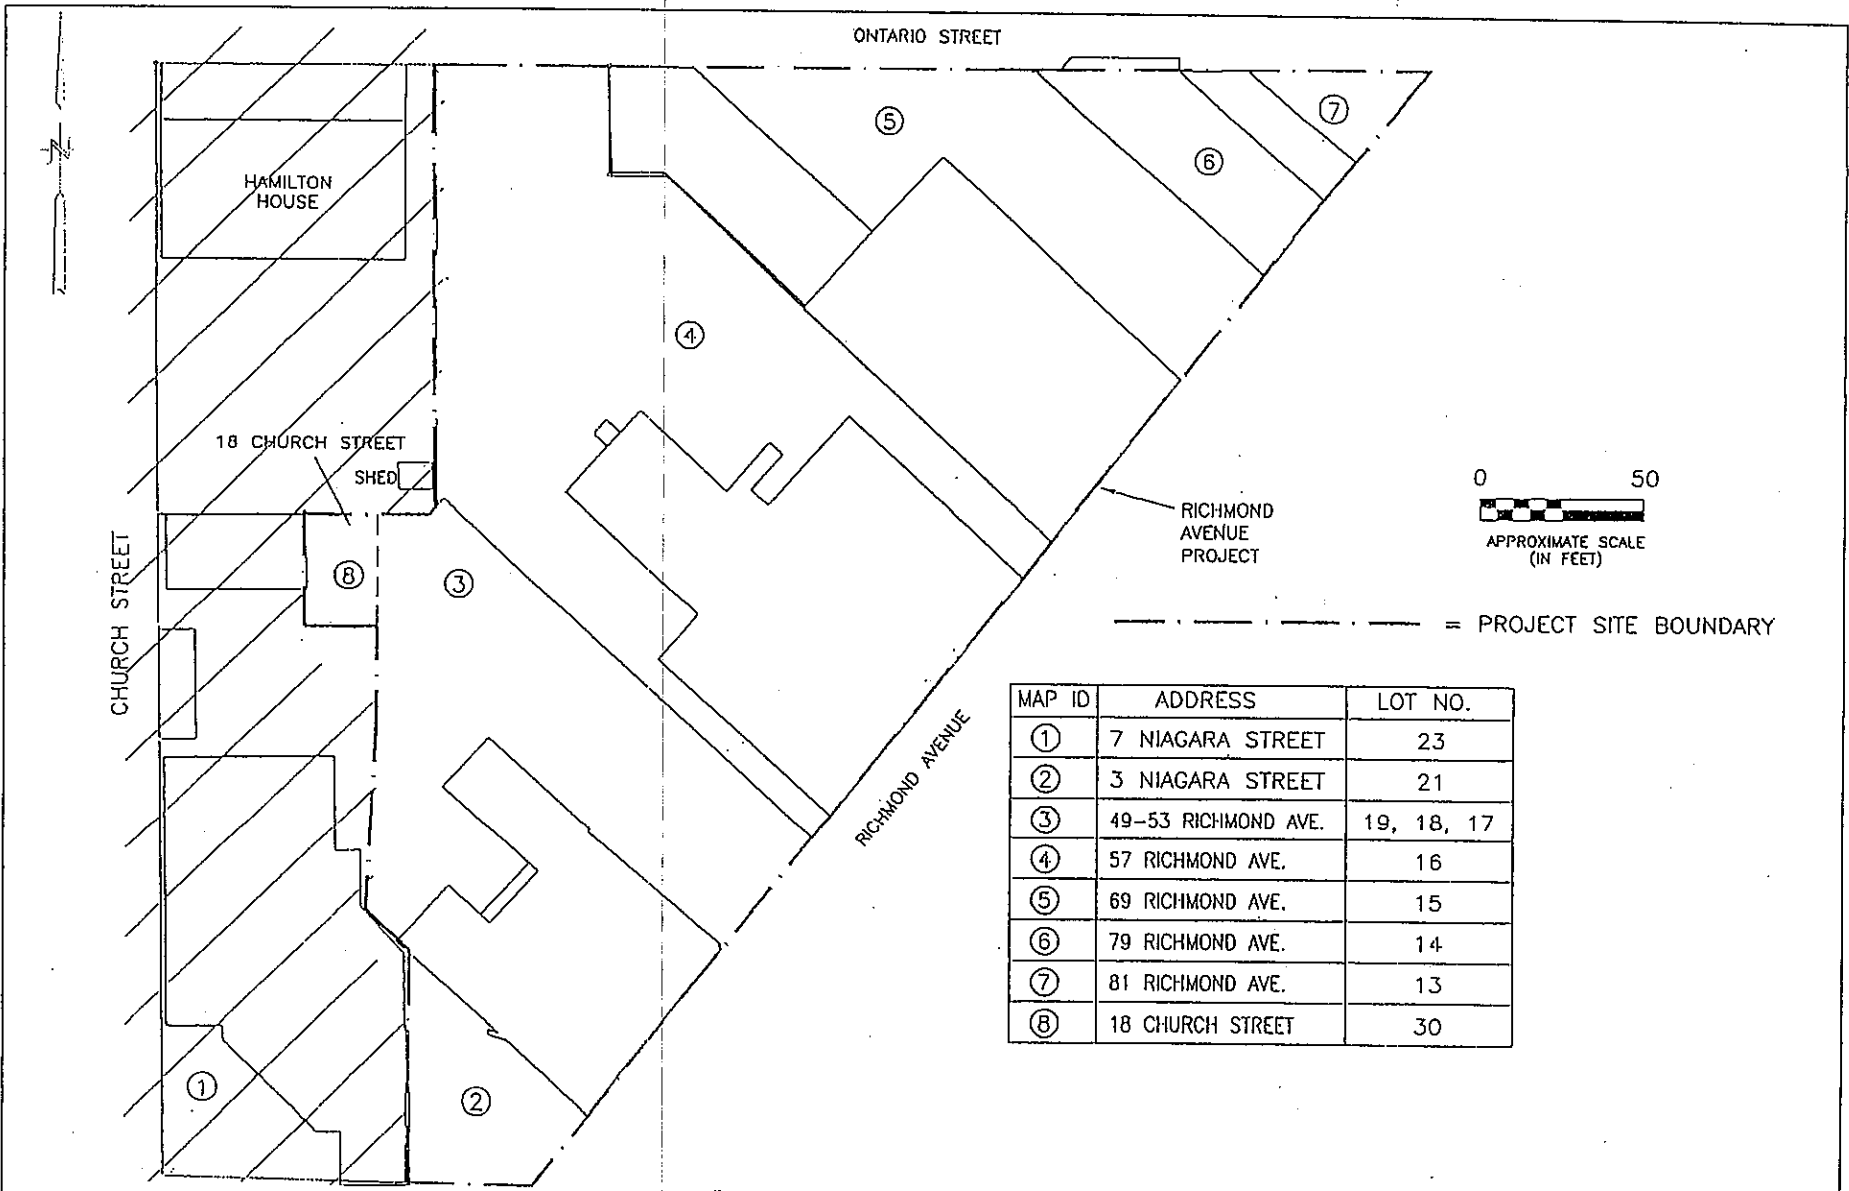 ONTARIO STREET
N
HAMILTON
HOUSE
⑤
⑦
⑥
④
18 CHURCH STREET
SHED
CHURCH STREET
⑧
③
RICHMOND
AVENUE
PROJECT
0 50
APPROXIMATE SCALE
(IN FEET)
= PROJECT SITE BOUNDARY
RICHMOND AVENUE
①
②
MAP ID ADDRESS LOT NO.
① 7 NIAGARA STREET 23
② 3 NIAGARA STREET 21
③ 49-53 RICHMOND AVE. 19, 18, 17
④ 57 RICHMOND AVE. 16
⑤ 69 RICHMOND AVE. 15
⑥ 79 RICHMOND AVE. 14
⑦ 81 RICHMOND AVE. 13
⑧ 18 CHURCH STREET 30